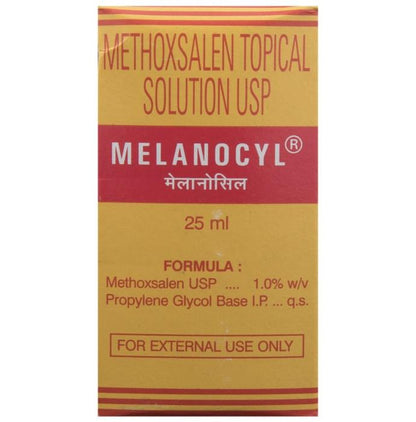 METHOXSALEN TOPICAL
SOLUTION USP
MELANOCYL®
मेलानोसिल
25 ml
FORMULA :
Methoxsalen USP .... 1.0% w/v
Propylene Glycol Base I.P. ... q.s.
FOR EXTERNAL USE ONLY